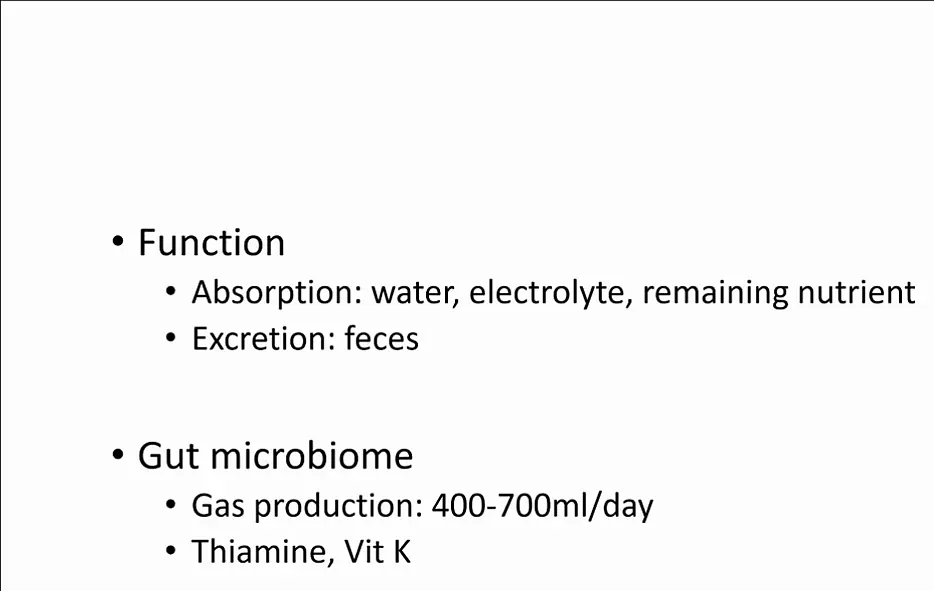 • Function
• Absorption: water, electrolyte, remaining nutrient
• Excretion: feces
• Gut microbiome
• Gas production: 400-700ml/day
• Thiamine, Vit K